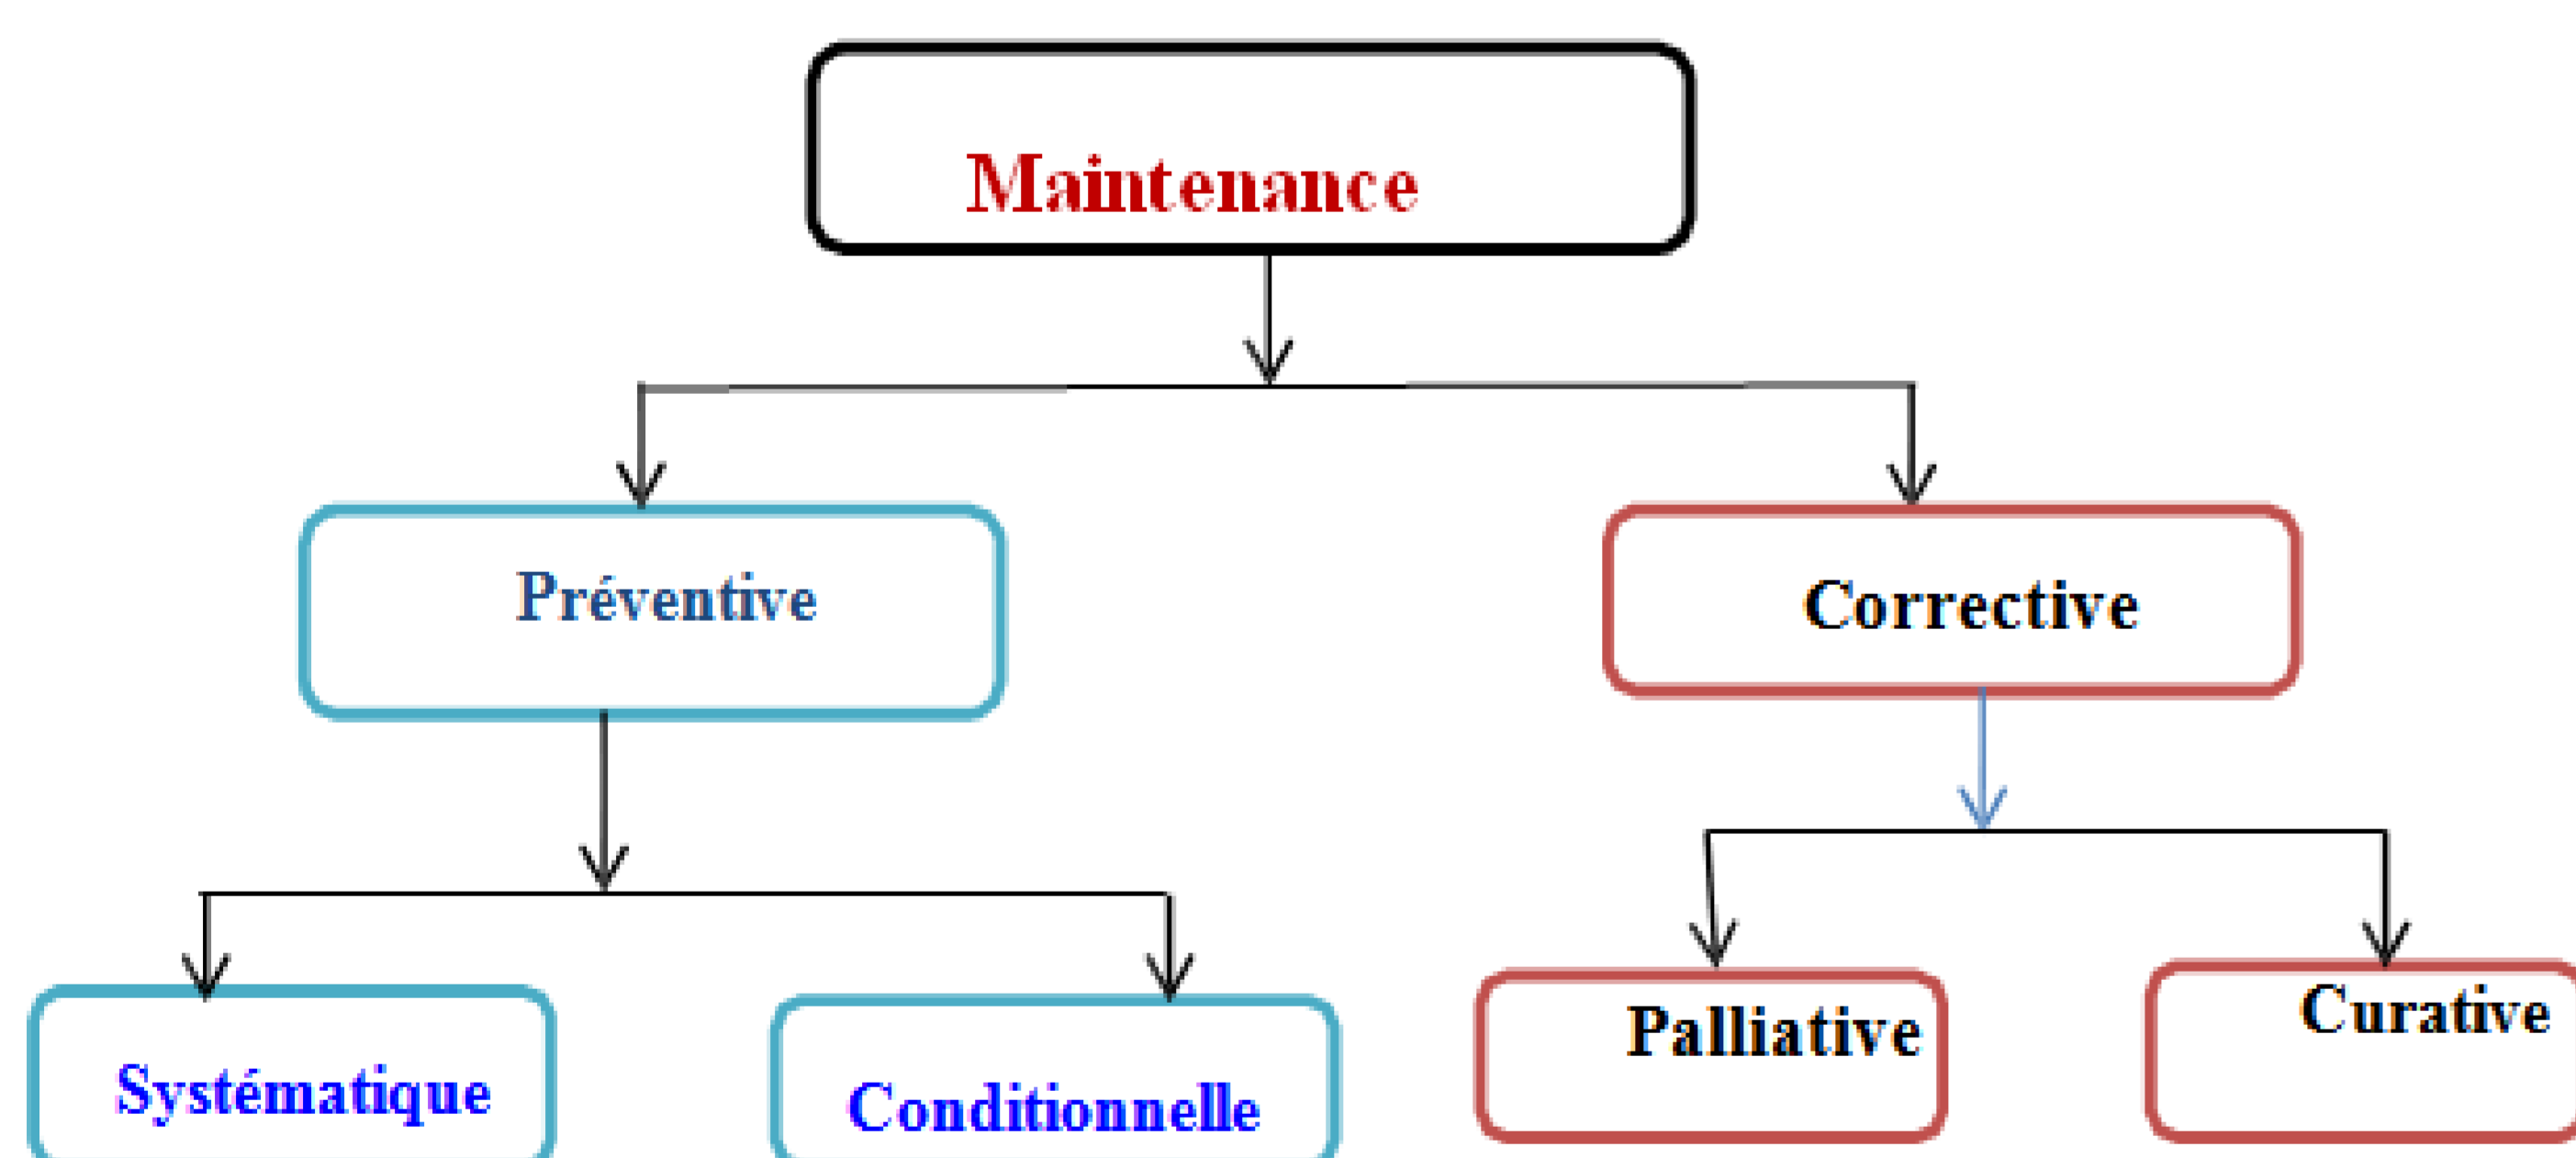 Maintenance
Préventive
Corrective
Systématique
Conditionnelle
Palliative
Curative